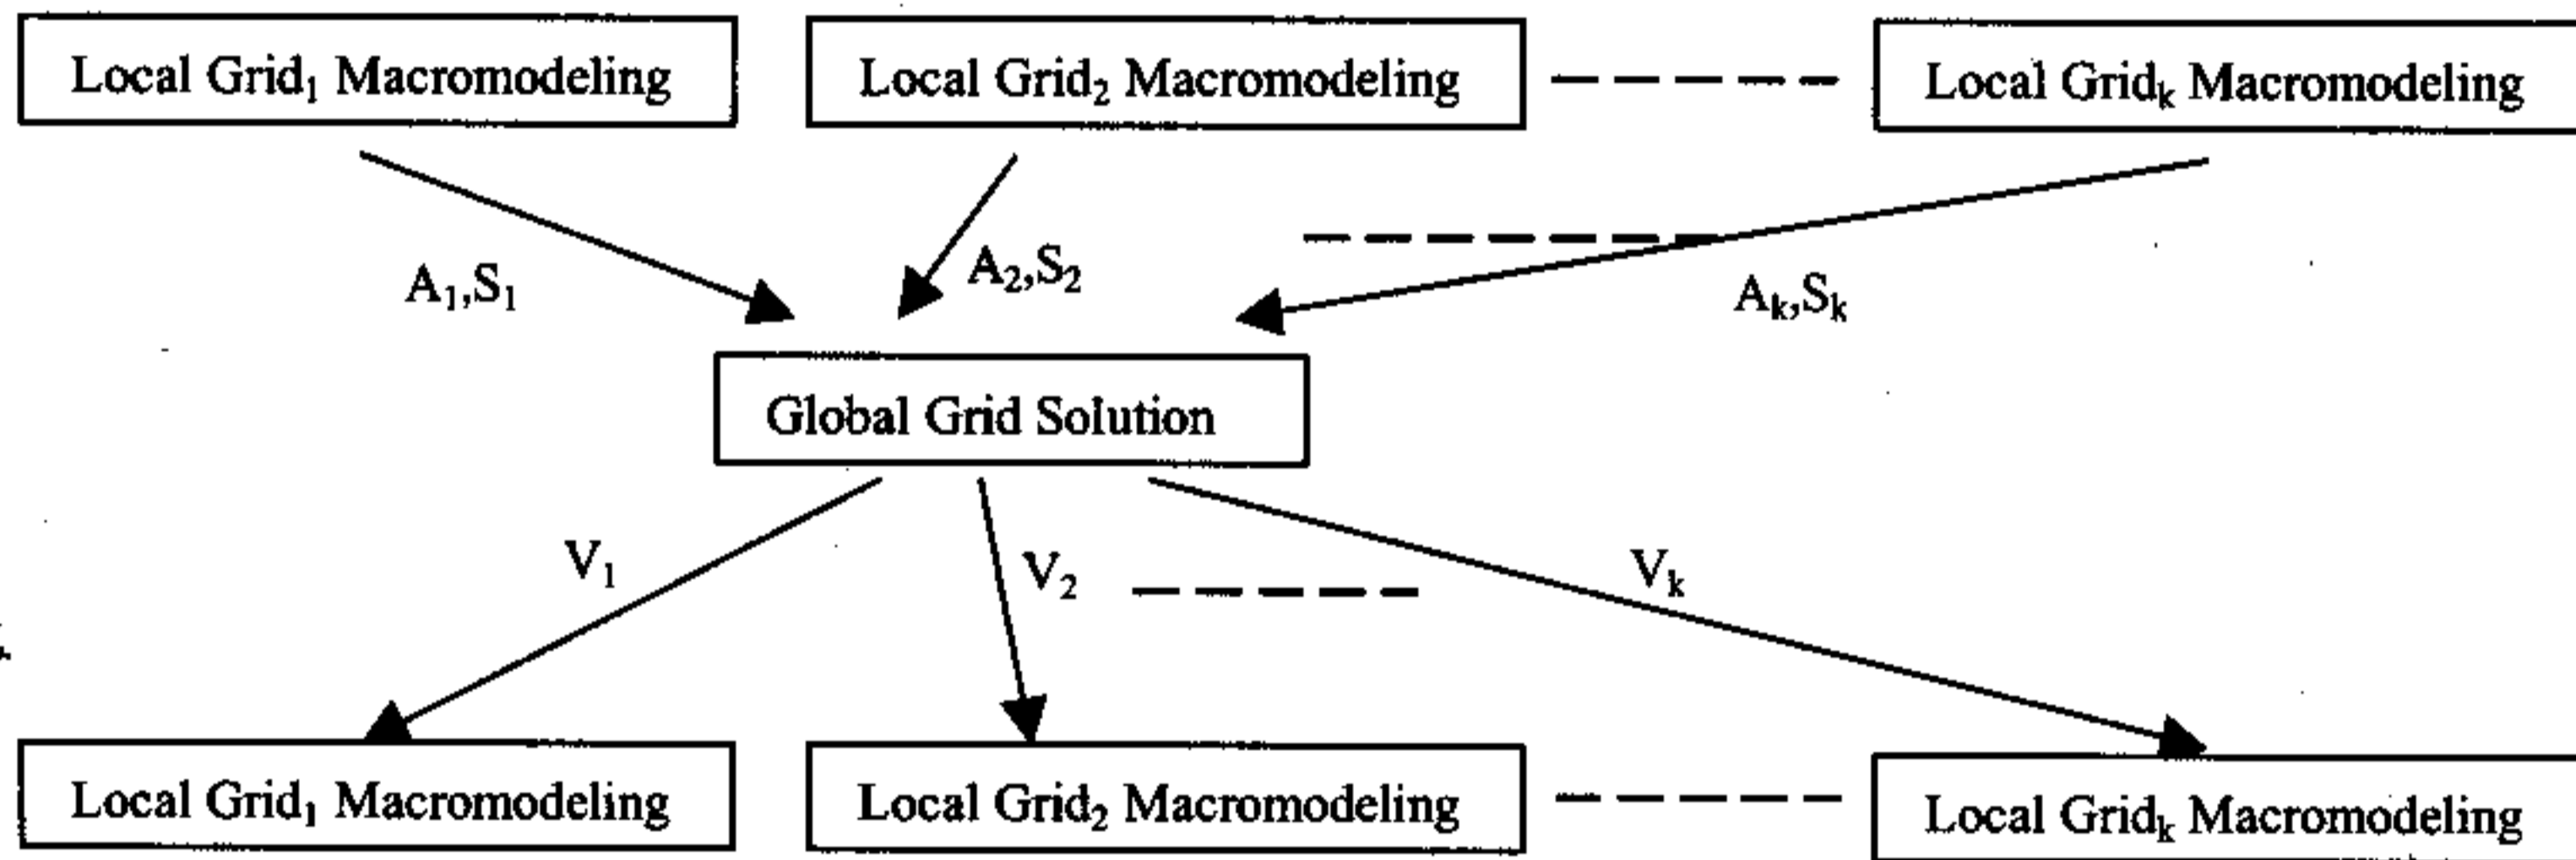 Local Grid₁ Macromodeling
Local Grid₂ Macromodeling
Local Gridₖ Macromodeling
A₁,S₁
A₂,S₂
Aₖ,Sₖ
Global Grid Solution
V₁
V₂
Vₖ
Local Grid₁ Macromodeling
Local Grid₂ Macromodeling
Local Gridₖ Macromodeling